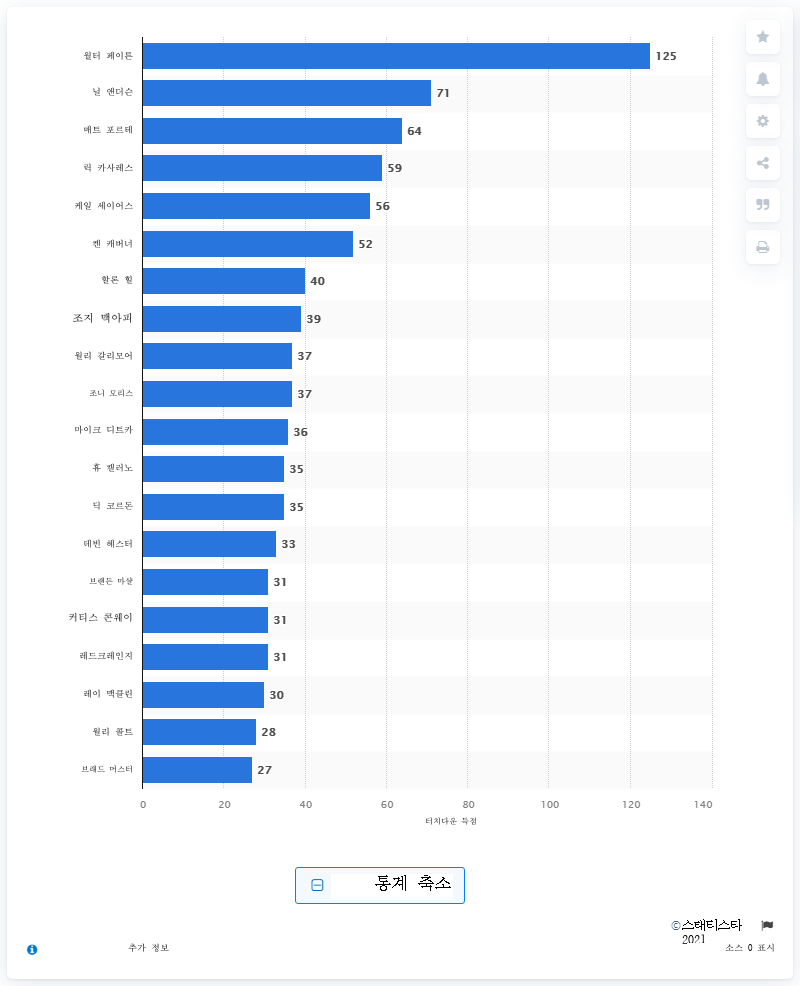 월터 페이튼 125
닐 앤더슨 71
매트 포르테 64
릭 카사레스 59
케일 세이어스 56
켄 캐버너 52
할론 힐 40
조지 맥아피 39
윌리 갈리모어 37
조니 모리스 37
마이크 디트카 36
휴 갤러노 35
딕 코르돈 35
데빈 헤스터 33
브랜든 마샬 31
커티스 콘웨이 31
레드크레인지 31
레이 맥클린 30
윌리 콜트 28
브래드 머스터 27
0 20 40 60 80 100 120 140
터치다운 득점
통계 축소
©스태티스타
2021
추가 정보
소스 0 표시